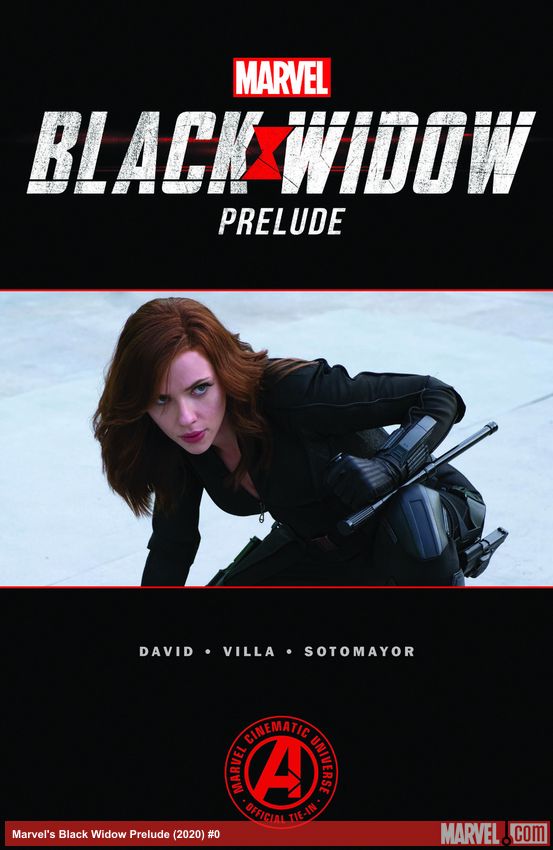 MARVEL
BLACK WIDOW
PRELUDE
DAVID • VILLA • SOTOMAYOR
MARVEL CINEMATIC UNIVERSE
A
• OFFICIAL TIE-IN •
Marvel's Black Widow Prelude (2020) #0
MARVEL.com